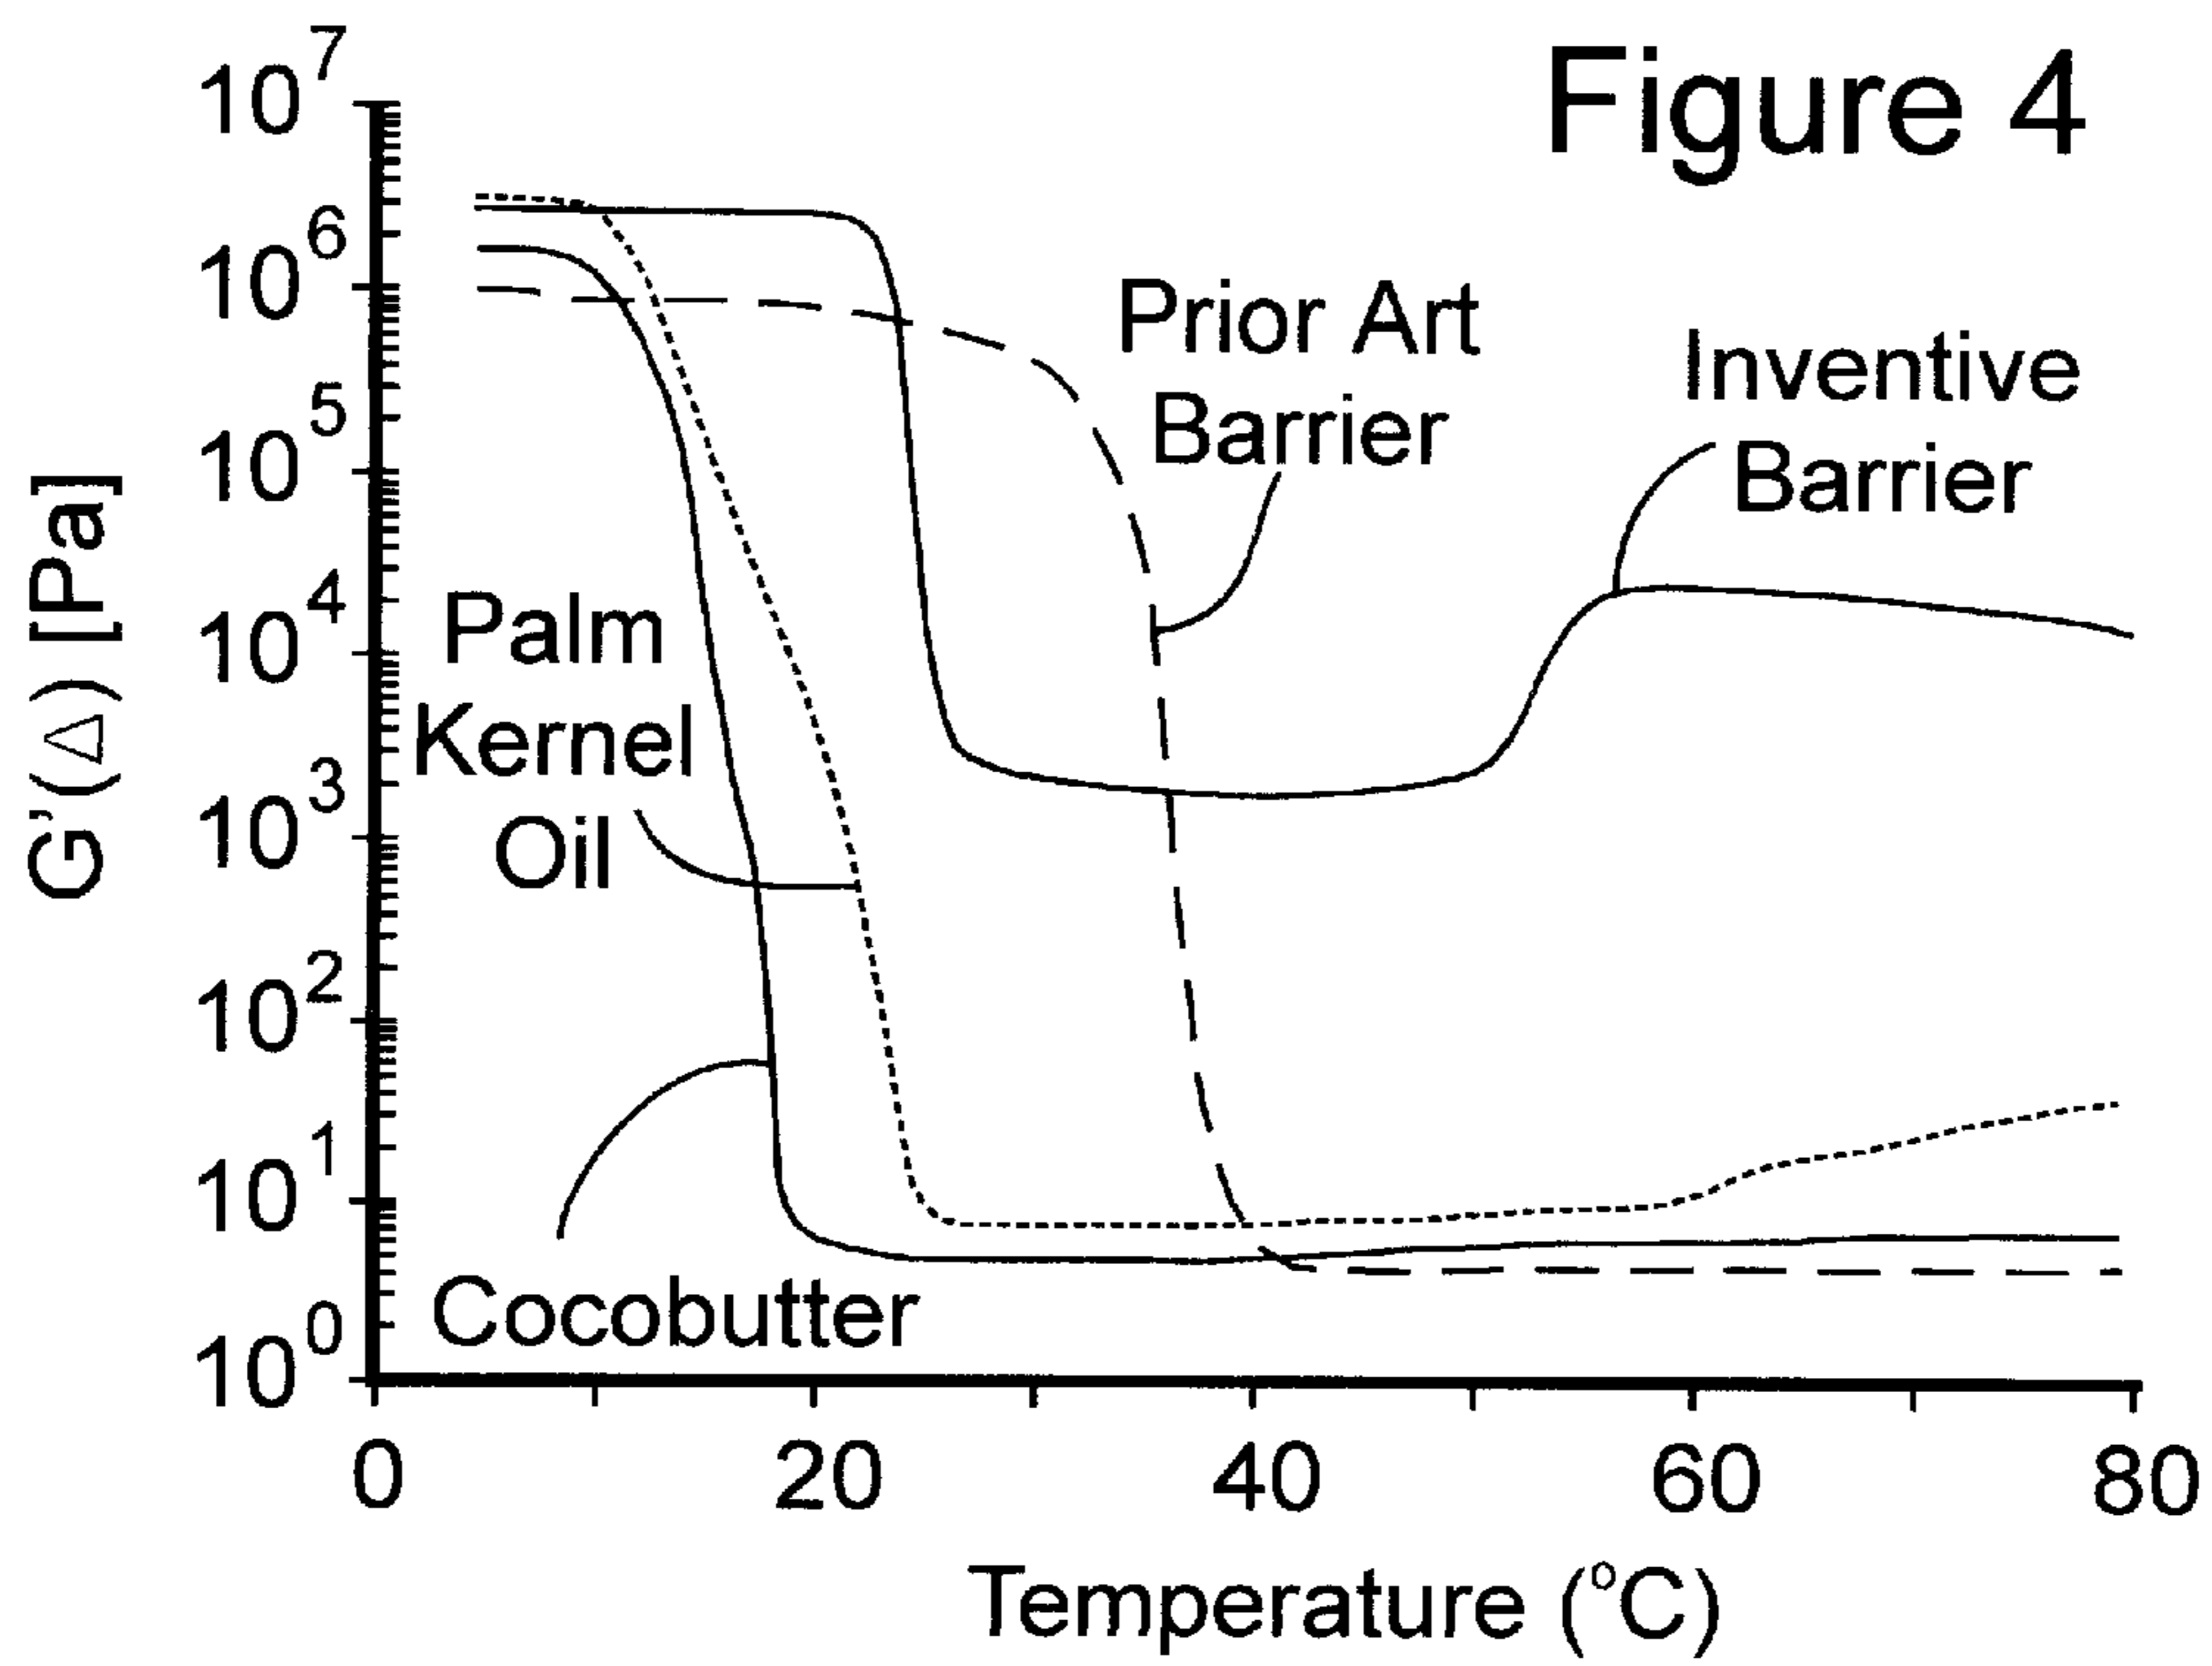 Figure 4
G'(△) [Pa]
10^7
10^6
10^5
10^4
10^3
10^2
10^1
10^0
Prior Art
Barrier
Inventive
Barrier
Palm
Kernel
Oil
Cocobutter
0 20 40 60 80
Temperature (°C)